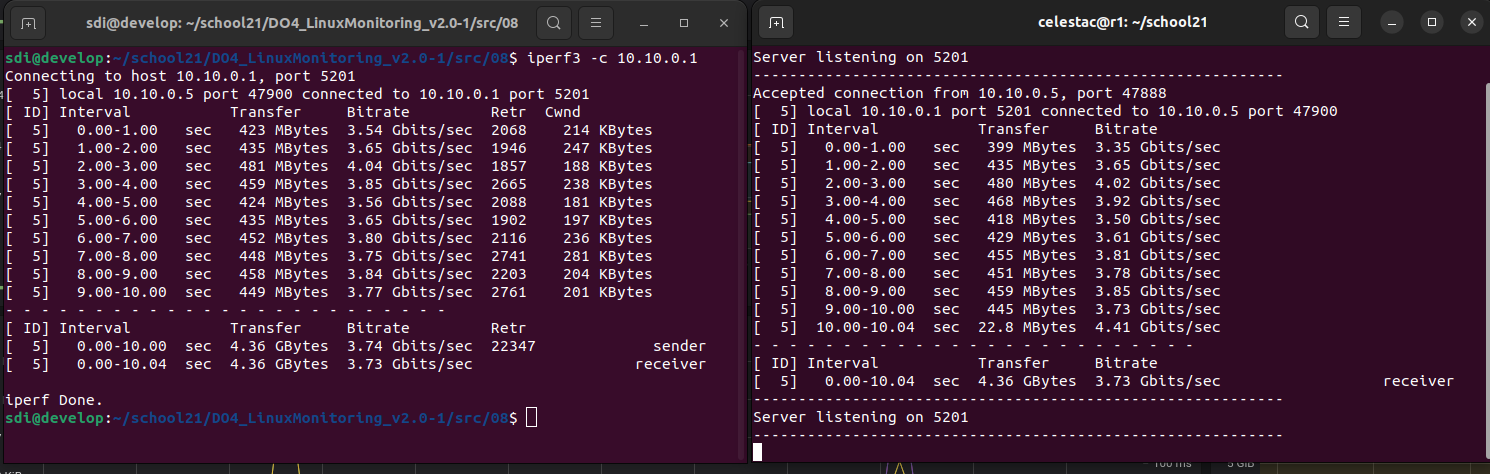 sdi@develop: ~/school21/DO4_LinuxMonitoring_v2.0-1/src/08
sdi@develop:~/school21/DO4_LinuxMonitoring_v2.0-1/src/08$ iperf3 -c 10.10.0.1
Connecting to host 10.10.0.1, port 5201
[  5] local 10.10.0.5 port 47900 connected to 10.10.0.1 port 5201
[ ID] Interval           Transfer     Bitrate         Retr  Cwnd
[  5]   0.00-1.00   sec   423 MBytes  3.54 Gbits/sec  2068    214 KBytes
[  5]   1.00-2.00   sec   435 MBytes  3.65 Gbits/sec  1946    247 KBytes
[  5]   2.00-3.00   sec   481 MBytes  4.04 Gbits/sec  1857    188 KBytes
[  5]   3.00-4.00   sec   459 MBytes  3.85 Gbits/sec  2665    238 KBytes
[  5]   4.00-5.00   sec   424 MBytes  3.56 Gbits/sec  2088    181 KBytes
[  5]   5.00-6.00   sec   435 MBytes  3.65 Gbits/sec  1902    197 KBytes
[  5]   6.00-7.00   sec   452 MBytes  3.80 Gbits/sec  2116    236 KBytes
[  5]   7.00-8.00   sec   448 MBytes  3.75 Gbits/sec  2741    281 KBytes
[  5]   8.00-9.00   sec   458 MBytes  3.84 Gbits/sec  2203    204 KBytes
[  5]   9.00-10.00  sec   449 MBytes  3.77 Gbits/sec  2761    201 KBytes
- - - - - - - - - - - - - - - - - - - - - - - - -
[ ID] Interval           Transfer     Bitrate         Retr
[  5]   0.00-10.00  sec  4.36 GBytes  3.74 Gbits/sec  22347             sender
[  5]   0.00-10.04  sec  4.36 GBytes  3.73 Gbits/sec                  receiver
iperf Done.
sdi@develop:~/school21/DO4_LinuxMonitoring_v2.0-1/src/08$
celestac@r1: ~/school21
Server listening on 5201
-----------------------------------------------------------
Accepted connection from 10.10.0.5, port 47888
[  5] local 10.10.0.1 port 5201 connected to 10.10.0.5 port 47900
[ ID] Interval           Transfer     Bitrate
[  5]   0.00-1.00   sec   399 MBytes  3.35 Gbits/sec
[  5]   1.00-2.00   sec   435 MBytes  3.65 Gbits/sec
[  5]   2.00-3.00   sec   480 MBytes  4.02 Gbits/sec
[  5]   3.00-4.00   sec   468 MBytes  3.92 Gbits/sec
[  5]   4.00-5.00   sec   418 MBytes  3.50 Gbits/sec
[  5]   5.00-6.00   sec   429 MBytes  3.61 Gbits/sec
[  5]   6.00-7.00   sec   455 MBytes  3.81 Gbits/sec
[  5]   7.00-8.00   sec   451 MBytes  3.78 Gbits/sec
[  5]   8.00-9.00   sec   459 MBytes  3.85 Gbits/sec
[  5]   9.00-10.00  sec   445 MBytes  3.73 Gbits/sec
[  5]  10.00-10.04  sec  22.8 MBytes  4.41 Gbits/sec
- - - - - - - - - - - - - - - - - - - - - - - - -
[ ID] Interval           Transfer     Bitrate
[  5]   0.00-10.04  sec  4.36 GBytes  3.73 Gbits/sec                  receiver
-----------------------------------------------------------
Server listening on 5201
-----------------------------------------------------------
100 ms
5 GiB